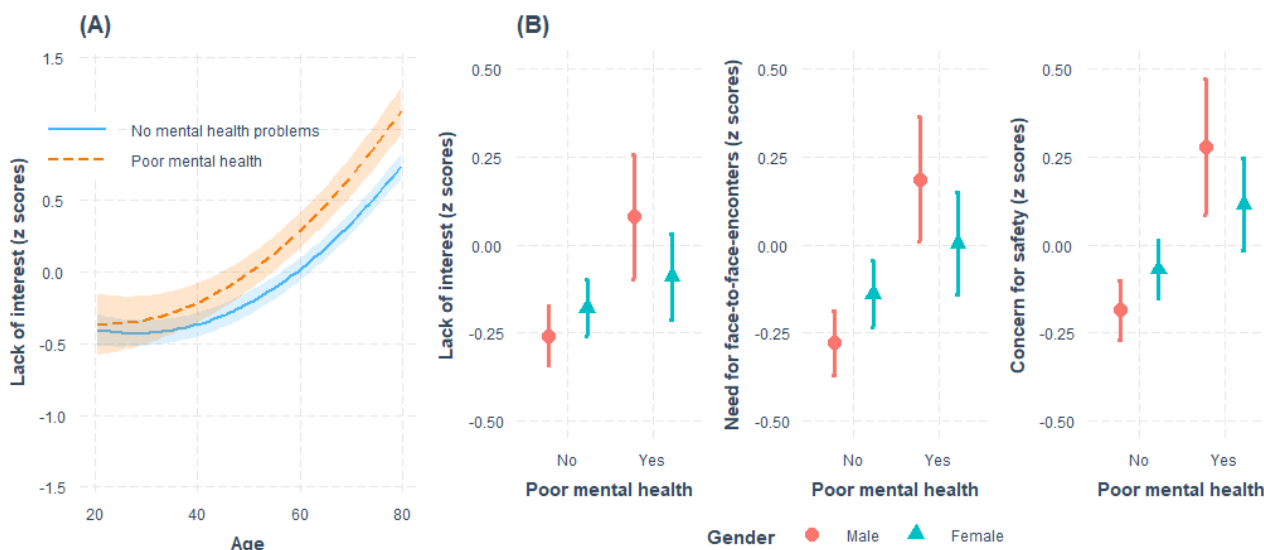 (A)
1.5
0.5
0.0
-0.5
-1.0
-1.5
Lack of interest (z scores)
No mental health problems
Poor mental health
20
40
60
80
Age
(B)
0.50
0.25
0.00
-0.25
-0.50
Lack of interest (z scores)
No
Yes
Poor mental health
0.50
0.25
0.00
-0.25
-0.50
Need for face-to-face-enconters (z scores)
No
Yes
Poor mental health
0.50
0.25
0.00
-0.25
-0.50
Concern for safety (z scores)
No
Yes
Poor mental health
Gender
Male
Female